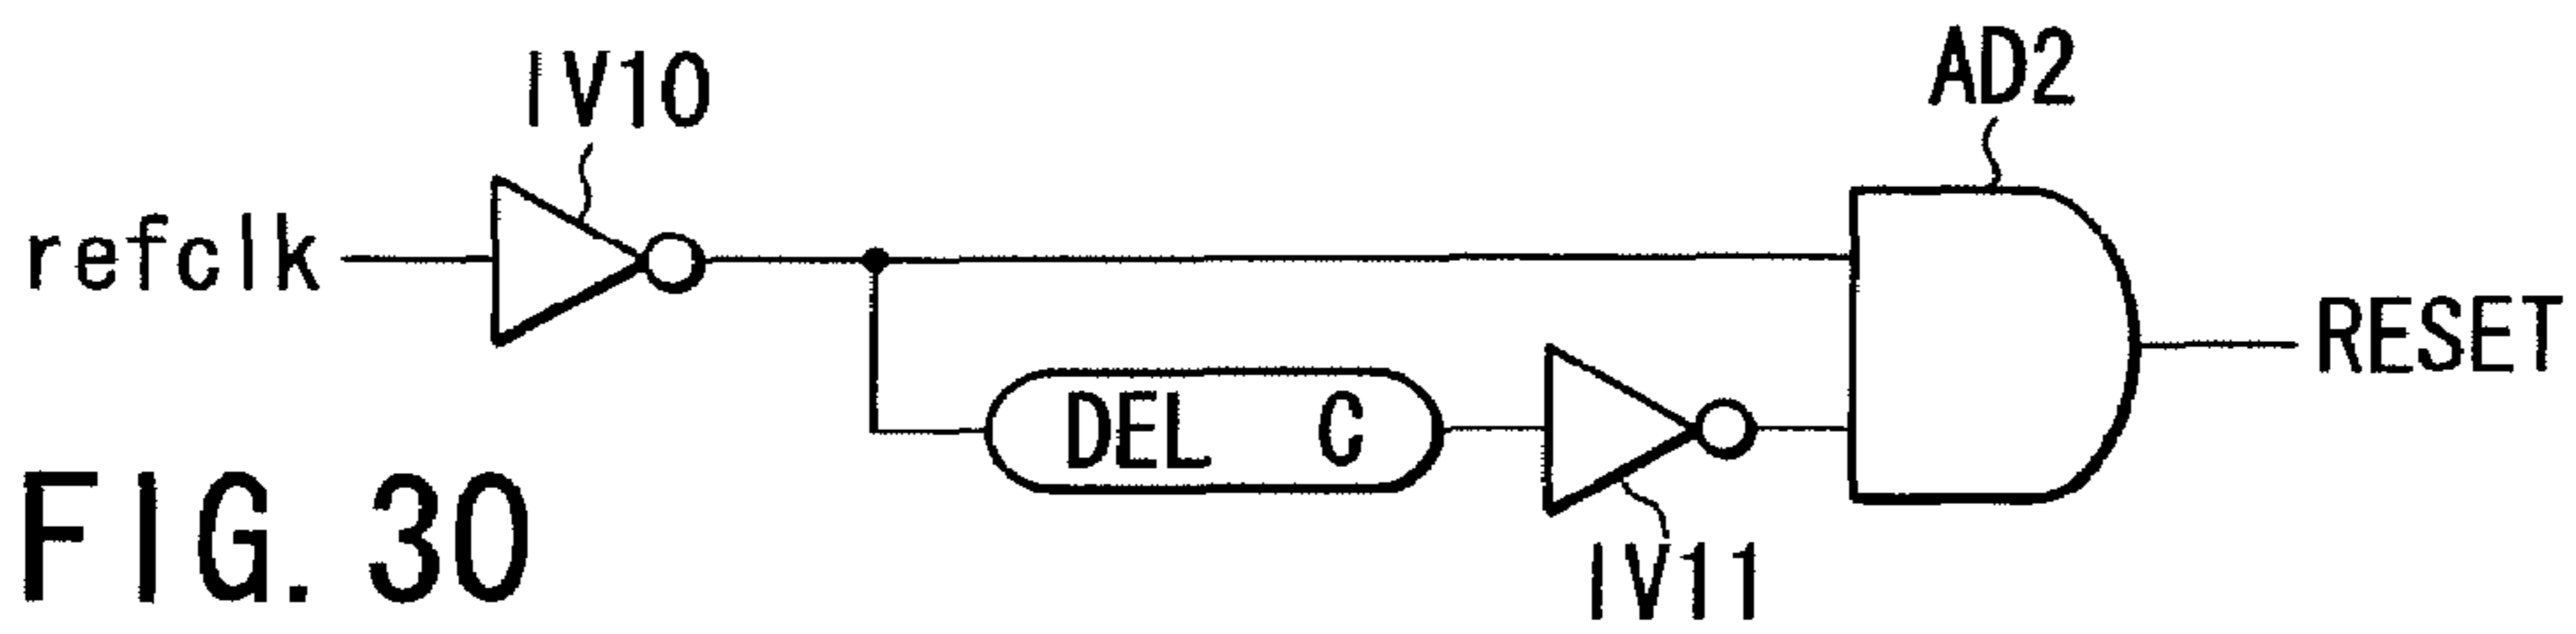 IV10
AD2
refclk
DEL C
RESET
IV11
FIG. 30